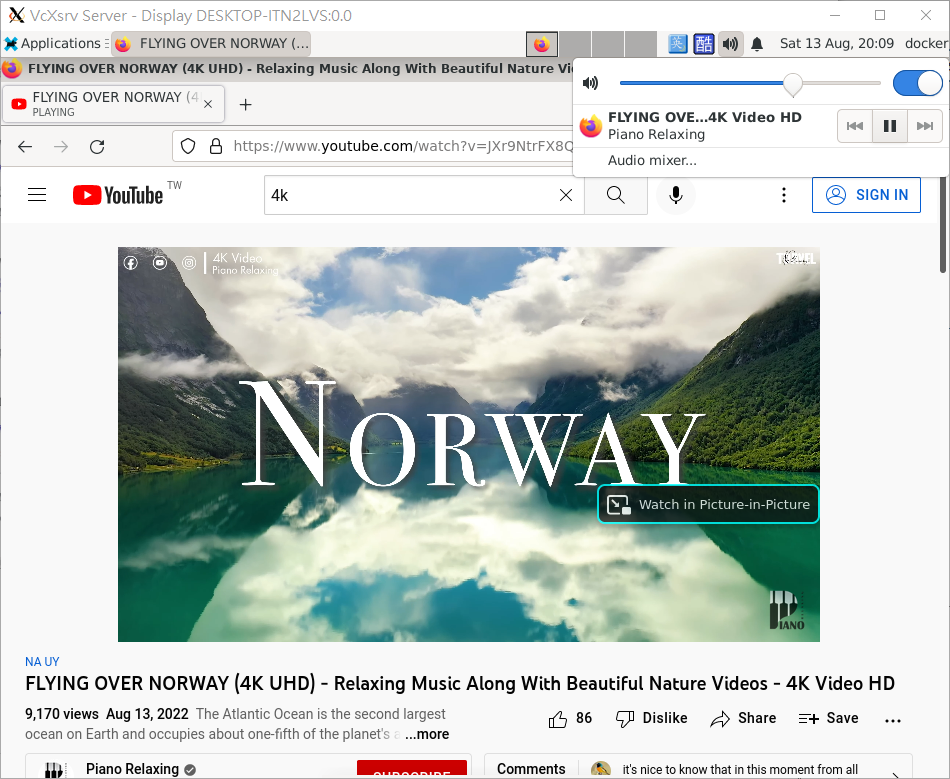 VcXsrv Server - Display DESKTOP-ITN2LVS:0.0
Applications
FLYING OVER NORWAY (...
英
酷
Sat 13 Aug, 20:09
docker
FLYING OVER NORWAY (4K UHD) - Relaxing Music Along With Beautiful Nature
FLYING OVER NORWAY (4
PLAYING
FLYING OVE...4K Video HD
Piano Relaxing
Audio mixer...
https://www.youtube.com/watch?v=JXr9NtrFX8Q
YouTube TW
4k
SIGN IN
4K Video
Piano Relaxing
NORWAY
Watch in Picture-in-Picture
PIANO
NA UY
FLYING OVER NORWAY (4K UHD) - Relaxing Music Along With Beautiful Nature Videos - 4K Video HD
9,170 views Aug 13, 2022 The Atlantic Ocean is the second largest
ocean on Earth and occupies about one-fifth of the planet's a ...more
86
Dislike
Share
Save
Piano Relaxing
SUBSCRIBE
Comments
it's nice to know that in this moment from all